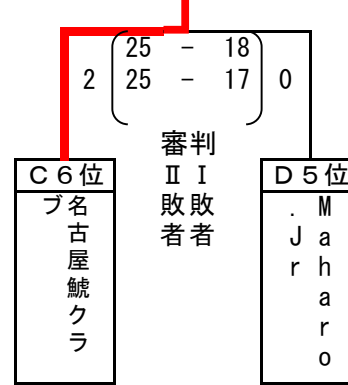 25 － 18
2 25 － 17 0
審判
Ⅱ Ⅰ
敗敗
者者
C6位
D5位
名古屋鯱クラ
ブ
Maharo
.Jr